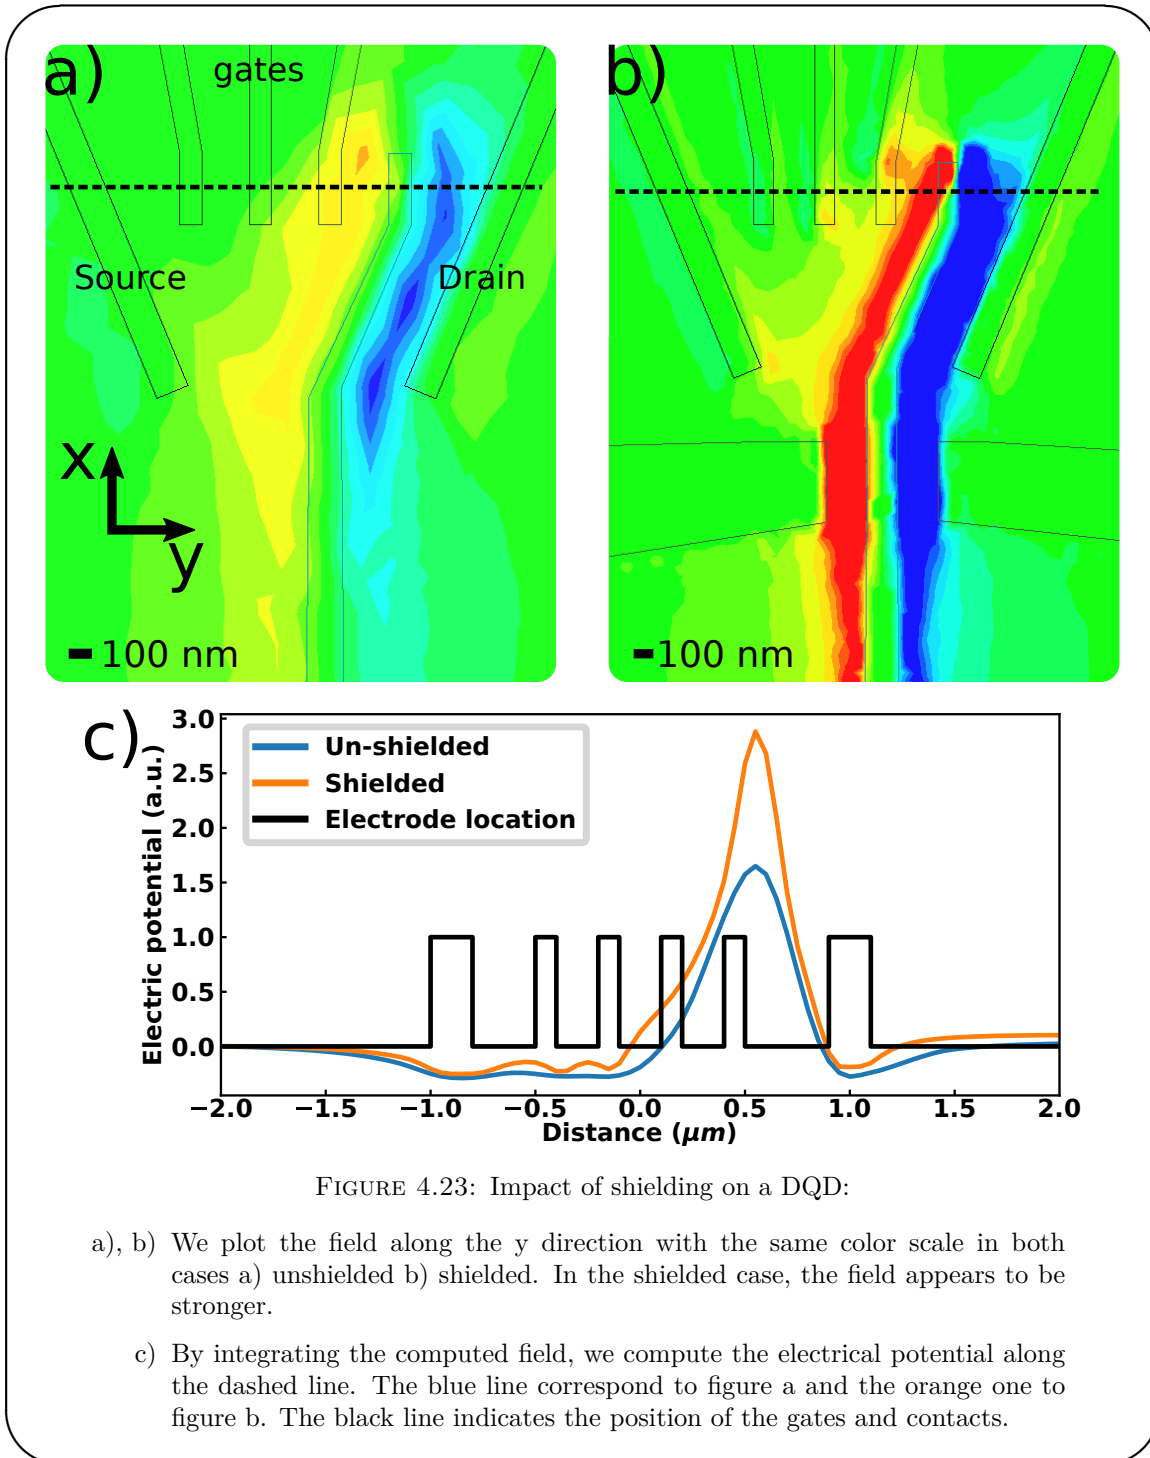 a)
gates
Source
Drain
x
y
100 nm
b)
100 nm
c)
Electric potential (a.u.)
3.0
2.5
2.0
1.5
1.0
0.5
0.0
Un-shielded
Shielded
Electrode location
−2.0 −1.5 −1.0 −0.5 0.0 0.5 1.0 1.5 2.0
Distance (μm)
FIGURE 4.23: Impact of shielding on a DQD:
a), b) We plot the field along the y direction with the same color scale in both
cases a) unshielded b) shielded. In the shielded case, the field appears to be
stronger.
c) By integrating the computed field, we compute the electrical potential along
the dashed line. The blue line correspond to figure a and the orange one to
figure b. The black line indicates the position of the gates and contacts.